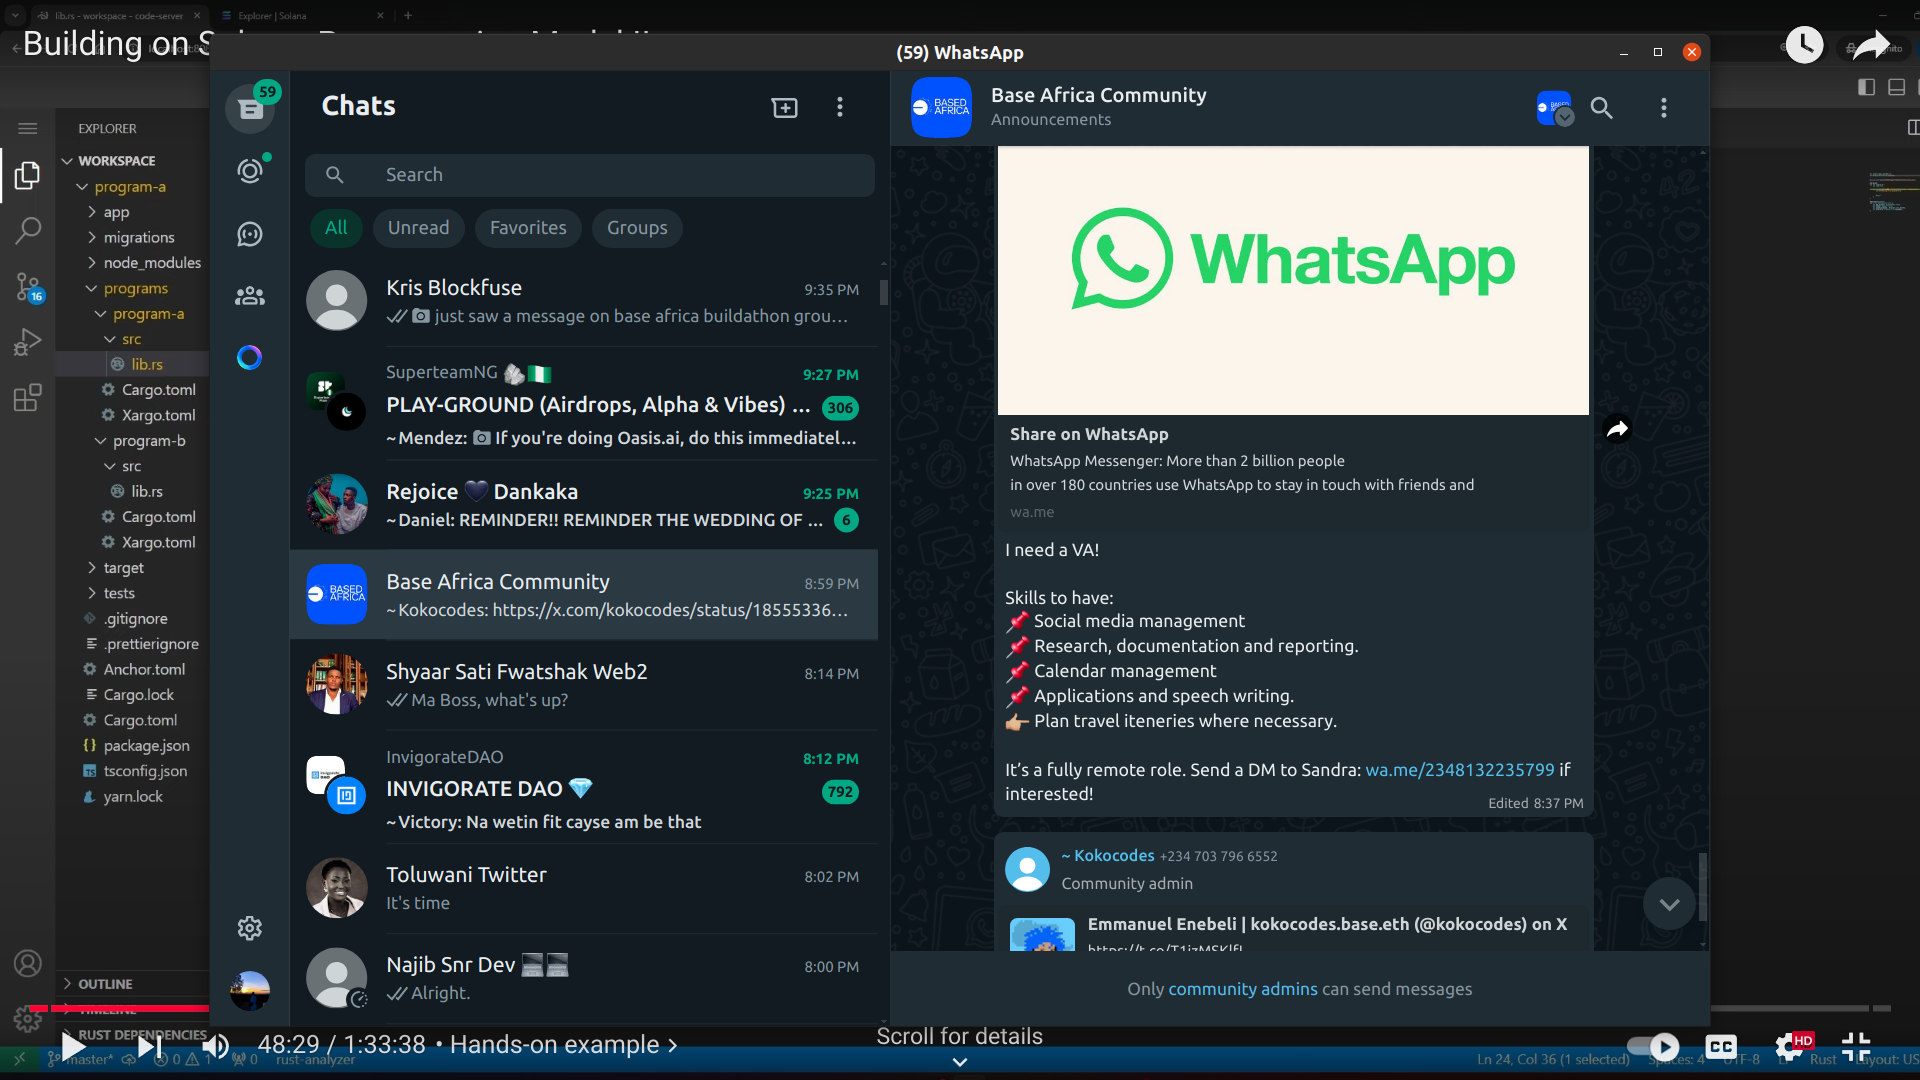 lib.rs - workspace - code-server
Explorer | Solana
Building on S
(59) WhatsApp
EXPLORER
WORKSPACE
program-a
app
migrations
node_modules
programs
program-a
src
lib.rs
Cargo.toml
Xargo.toml
program-b
src
lib.rs
Cargo.toml
Xargo.toml
target
tests
.gitignore
.prettierignore
Anchor.toml
Cargo.lock
Cargo.toml
package.json
tsconfig.json
yarn.lock
OUTLINE
TIMELINE
RUST DEPENDENCIES
16
59
Chats
Search
All Unread Favorites Groups
Kris Blockfuse 9:35 PM
just saw a message on base africa buildathon grou...
SuperteamNG 9:27 PM
PLAY-GROUND (Airdrops, Alpha & Vibes) ... 306
~Mendez: If you're doing Oasis.ai, do this immediatel...
Rejoice 🖤 Dankaka 9:25 PM
~Daniel: REMINDER!! REMINDER THE WEDDING OF ... 6
BASED AFRICA
Base Africa Community 8:59 PM
~Kokocodes: https://x.com/kokocodes/status/18555336...
Shyaar Sati Fwatshak Web2 8:14 PM
Ma Boss, what's up?
InvigorateDAO 8:12 PM
INVIGORATE DAO 💎 792
~Victory: Na wetin fit cayse am be that
Toluwani Twitter 8:02 PM
It's time
Najib Snr Dev 8:00 PM
Alright.
BASED AFRICA
Base Africa Community
Announcements
WhatsApp
Share on WhatsApp
WhatsApp Messenger: More than 2 billion people
in over 180 countries use WhatsApp to stay in touch with friends and
wa.me
I need a VA!
Skills to have:
📌 Social media management
📌 Research, documentation and reporting.
📌 Calendar management
📌 Applications and speech writing.
👉🏼 Plan travel iteneries where necessary.
It's a fully remote role. Send a DM to Sandra: wa.me/2348132235799 if
interested!
Edited 8:37 PM
~ Kokocodes +234 703 796 6552
Community admin
Emmanuel Enebeli | kokocodes.base.eth (@kokocodes) on X
Only community admins can send messages
Scroll for details
48:29 / 1:33:38 • Hands-on example
CC
HD
master* 0 1 0 rust-analyzer
Ln 24, Col 36 (1 selected) Spaces: 4 UTF-8 Rust Layout: US